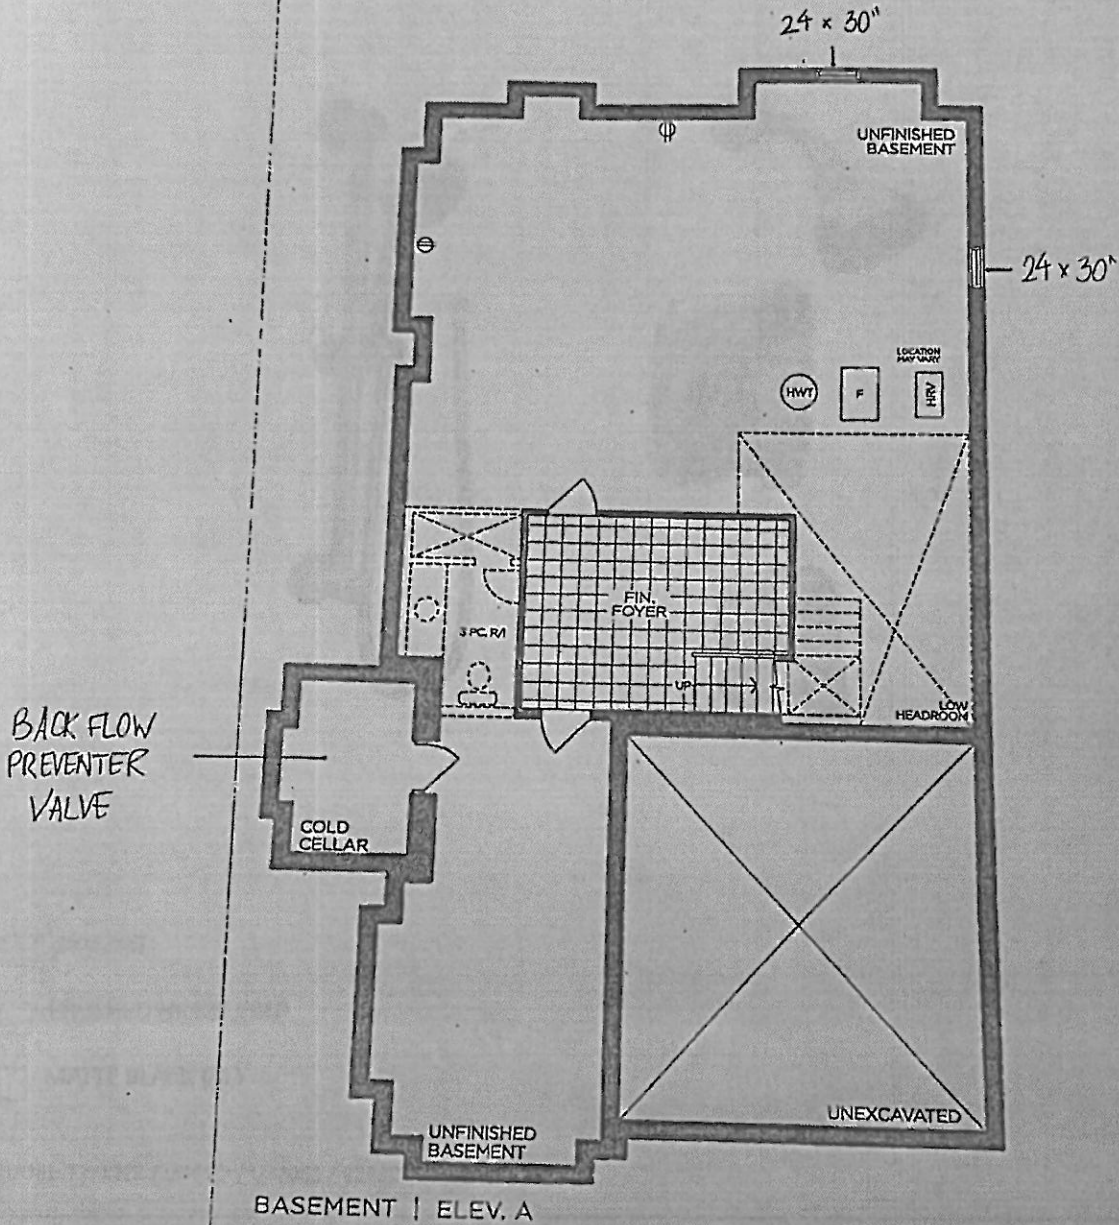 24 x 30"
UNFINISHED
BASEMENT
24 x 30"
LOCATION
MAY VARY
HWT
F
HRV
FIN.
FOYER
3 PC. R/I
UP
LOW
HEADROOM
BACK FLOW
PREVENTER
VALVE
COLD
CELLAR
UNFINISHED
BASEMENT
UNEXCAVATED
BASEMENT | ELEV. A